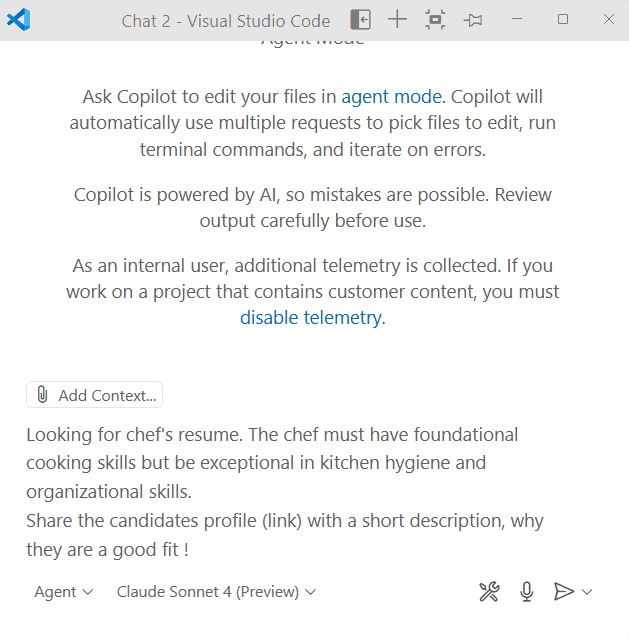 Chat 2 - Visual Studio Code
Agent Mode
Ask Copilot to edit your files in agent mode. Copilot will
automatically use multiple requests to pick files to edit, run
terminal commands, and iterate on errors.
Copilot is powered by AI, so mistakes are possible. Review
output carefully before use.
As an internal user, additional telemetry is collected. If you
work on a project that contains customer content, you must
disable telemetry.
Add Context...
Looking for chef's resume. The chef must have foundational
cooking skills but be exceptional in kitchen hygiene and
organizational skills.
Share the candidates profile (link) with a short description, why
they are a good fit !
Agent
Claude Sonnet 4 (Preview)